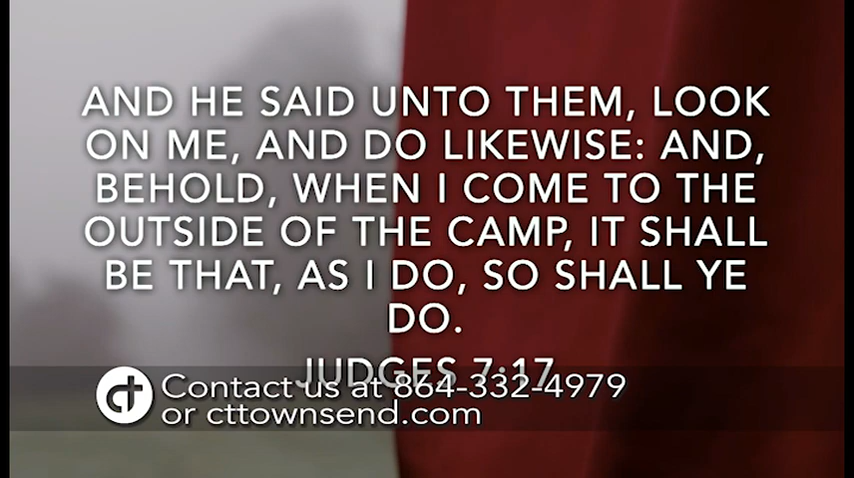 AND HE SAID UNTO THEM, LOOK
ON ME, AND DO LIKEWISE: AND,
BEHOLD, WHEN I COME TO THE
OUTSIDE OF THE CAMP, IT SHALL
BE THAT, AS I DO, SO SHALL YE
DO.
JUDGES 7:17
ct Contact us at 864-332-4979
or cttownsend.com